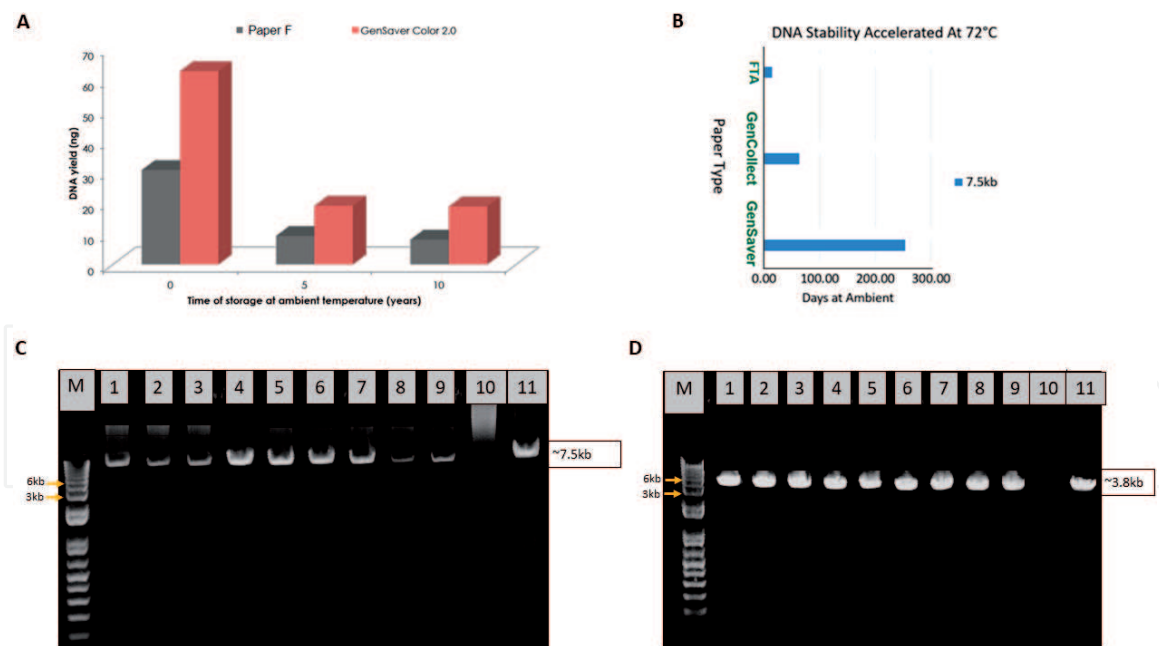 A
Paper F
GenSaver Color 2.0
70
60
50
40
30
20
10
0
DNA yield (ng)
0
5
10
Time of storage at ambient temperature (years)
B
DNA Stability Accelerated At 72°C
Paper Type
FTA
GenCollect
GenSaver
7.5kb
0.00 100.00 200.00 300.00
Days at Ambient
C
M 1 2 3 4 5 6 7 8 9 10 11
~7.5kb
6kb
3kb
D
M 1 2 3 4 5 6 7 8 9 10 11
6kb
~3.8kb
3kb